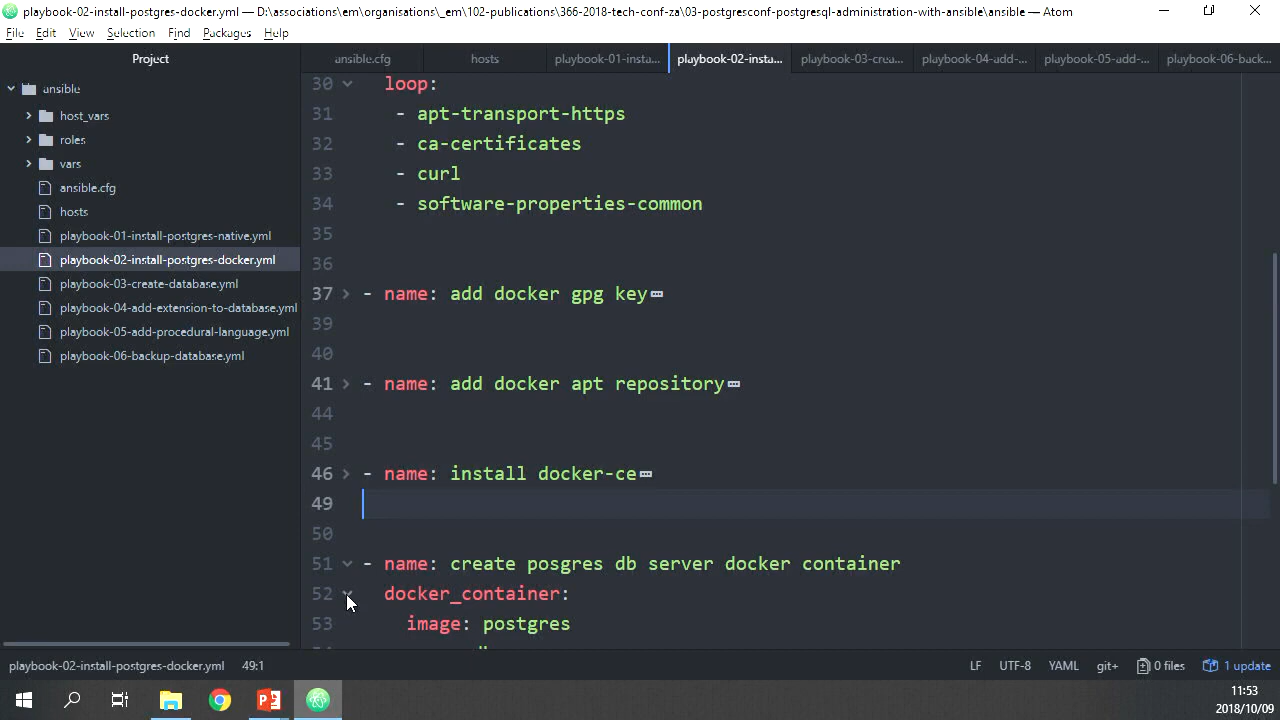 playbook-02-install-postgres-docker.yml — D:\associations\em\organisations\_em\102-publications\366-2018-tech-conf-za\03-postgresconf-postgresql-administration-with-ansible\ansible — Atom
File Edit View Selection Find Packages Help
Project
ansible.cfg hosts playbook-01-insta... playbook-02-insta... playbook-03-crea... playbook-04-add-... playbook-05-add-... playbook-06-back...
ansible
host_vars
roles
vars
ansible.cfg
hosts
playbook-01-install-postgres-native.yml
playbook-02-install-postgres-docker.yml
playbook-03-create-database.yml
playbook-04-add-extension-to-database.yml
playbook-05-add-procedural-language.yml
playbook-06-backup-database.yml
30 loop:
31 - apt-transport-https
32 - ca-certificates
33 - curl
34 - software-properties-common
35
36
37 - name: add docker gpg key
39
40
41 - name: add docker apt repository
44
45
46 - name: install docker-ce
49
50
51 - name: create posgres db server docker container
52 docker_container:
53 image: postgres
playbook-02-install-postgres-docker.yml 49:1 LF UTF-8 YAML git+ 0 files 1 update
11:53
2018/10/09